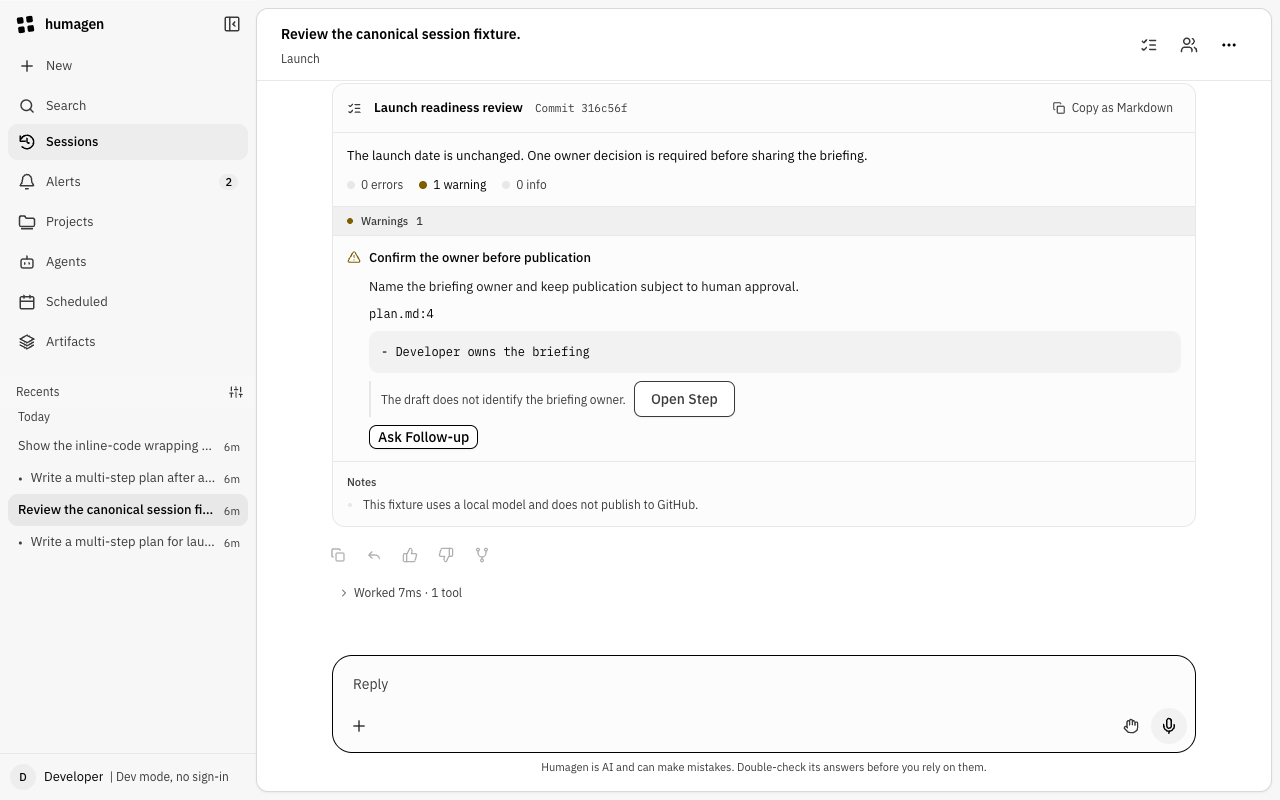 humagen
New
Search
Sessions
Alerts 2
Projects
Agents
Scheduled
Artifacts
Recents
Today
Show the inline-code wrapping ... 6m
• Write a multi-step plan after a... 6m
Review the canonical session fi... 6m
• Write a multi-step plan for lau... 6m
D Developer | Dev mode, no sign-in
Review the canonical session fixture.
Launch
Launch readiness review Commit 316c56f Copy as Markdown
The launch date is unchanged. One owner decision is required before sharing the briefing.
0 errors 1 warning 0 info
Warnings 1
Confirm the owner before publication
Name the briefing owner and keep publication subject to human approval.
plan.md:4
- Developer owns the briefing
The draft does not identify the briefing owner. Open Step
Ask Follow-up
Notes
This fixture uses a local model and does not publish to GitHub.
Worked 7ms · 1 tool
Reply
Humagen is AI and can make mistakes. Double-check its answers before you rely on them.